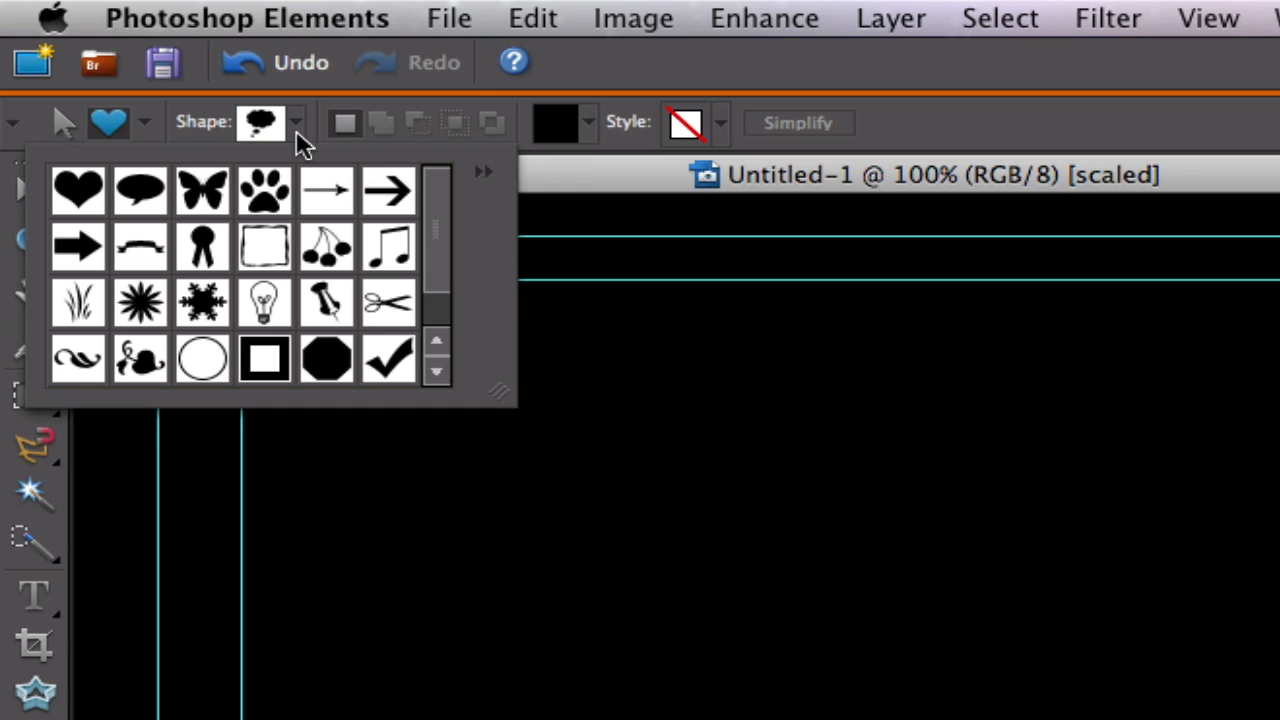 Photoshop Elements File Edit Image Enhance Layer Select Filter View
Br Undo Redo ?
Shape: Style: Simplify
Untitled-1 @ 100% (RGB/8) [scaled]
T